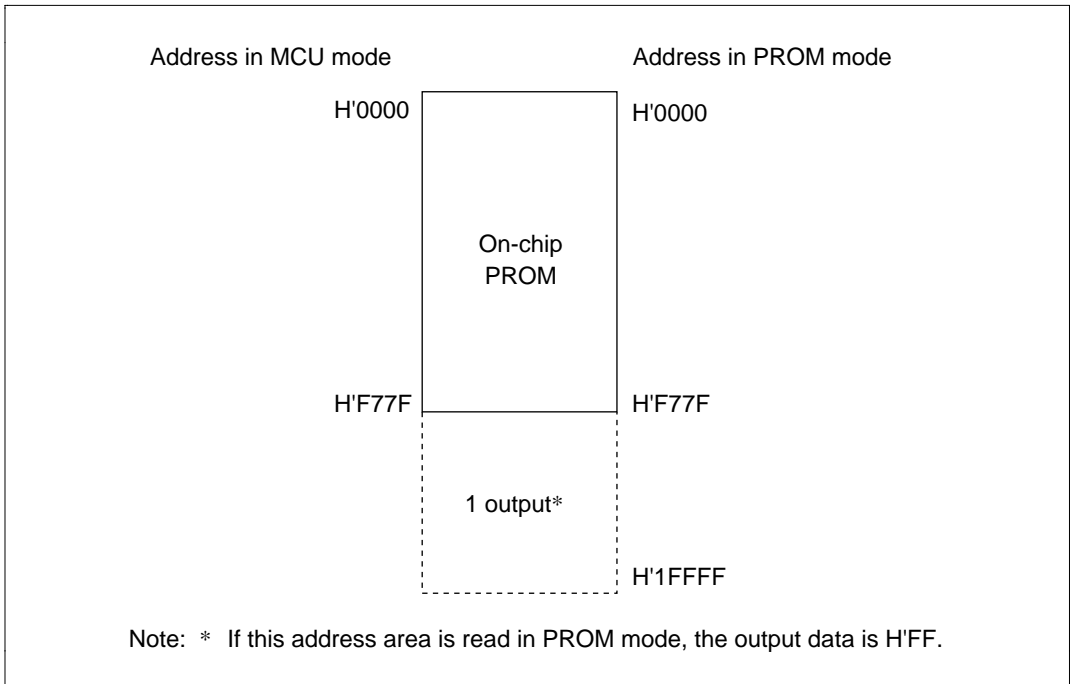 Address in MCU mode Address in PROM mode
H'0000 H'0000
On-chip
PROM
H'F77F H'F77F
1 output*
H'1FFFF
Note: * If this address area is read in PROM mode, the output data is H'FF.